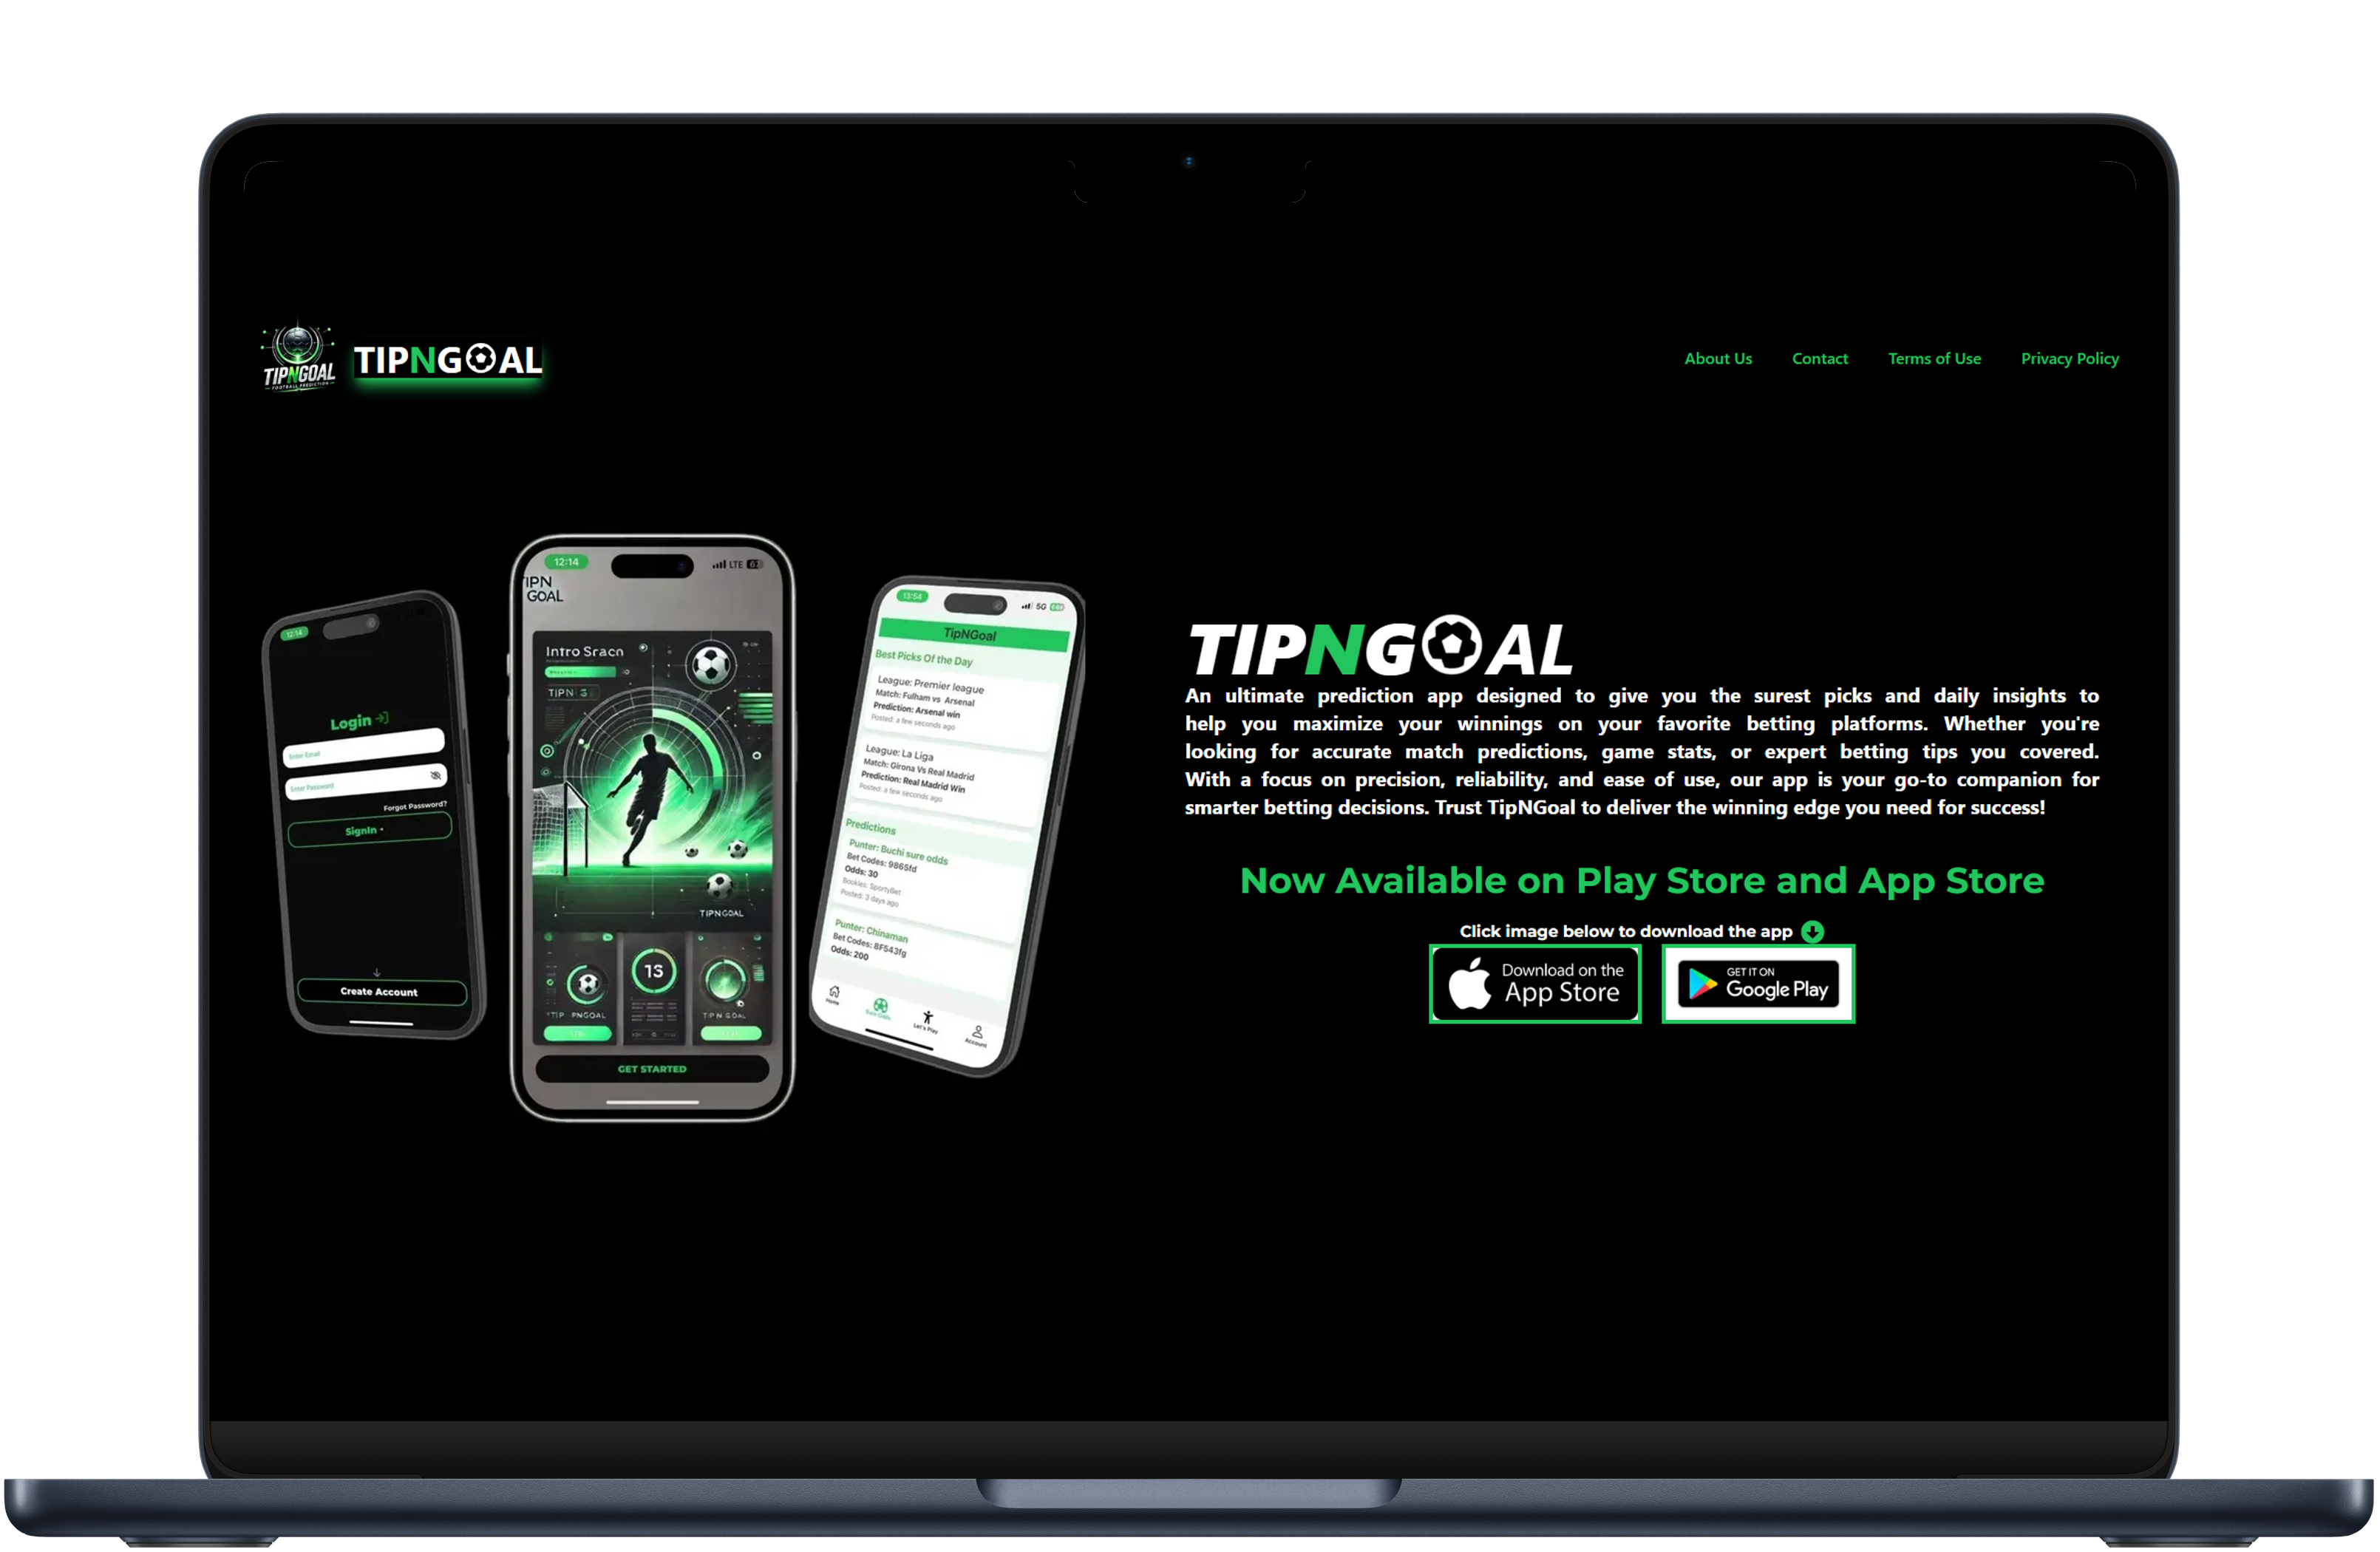 TIPNGOAL
FOOTBALL PREDICTION
TIPNGOAL
About Us
Contact
Terms of Use
Privacy Policy
12:14
Login
Enter Email
Enter Password
Forgot Password?
SignIn
Create Account
12:14
LTE
TIPN
GOAL
Intro Sracn
TIPN
TIPNGOAL
13
TIP PNGOAL
TIPN GOAL
GET STARTED
13:54
5G
TipNGoal
Best Picks Of the Day
League: Premier league
Match: Fulham vs Arsenal
Prediction: Arsenal win
Posted: a few seconds ago
League: La Liga
Match: Girona Vs Real Madrid
Prediction: Real Madrid Win
Posted: a few seconds ago
Predictions
Punter: Buchi sure odds
Bet Codes: 9865fd
Odds: 30
Bookies: SportyBet
Posted: 3 days ago
Punter: Chinaman
Bet Codes: 8F543fg
Odds: 200
Home
Sure Odds
Let's Play
Account
TIPNGOAL
An ultimate prediction app designed to give you the surest picks and daily insights to
help you maximize your winnings on your favorite betting platforms. Whether you're
looking for accurate match predictions, game stats, or expert betting tips you covered.
With a focus on precision, reliability, and ease of use, our app is your go-to companion for
smarter betting decisions. Trust TipNGoal to deliver the winning edge you need for success!
Now Available on Play Store and App Store
Click image below to download the app
Download on the
App Store
GET IT ON
Google Play